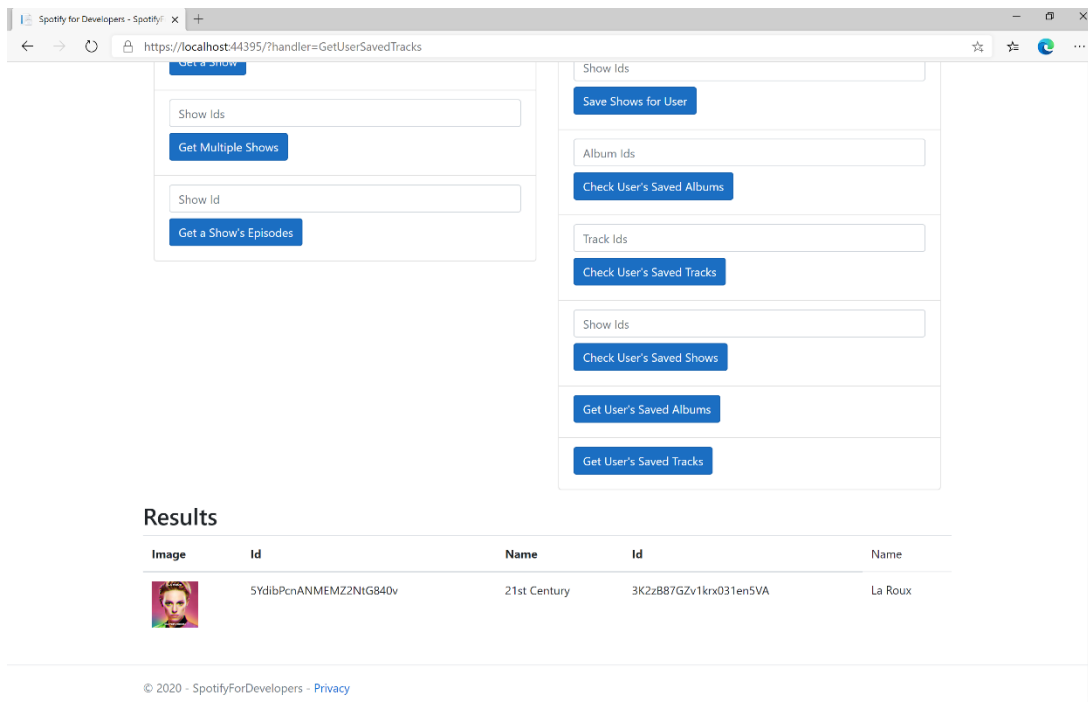 Spotify for Developers - SpotifyF
https://localhost:44395/?handler=GetUserSavedTracks
Get a Show
Show Ids
Get Multiple Shows
Show Id
Get a Show's Episodes
Show Ids
Save Shows for User
Album Ids
Check User's Saved Albums
Track Ids
Check User's Saved Tracks
Show Ids
Check User's Saved Shows
Get User's Saved Albums
Get User's Saved Tracks
Results
Image Id Name Id Name
5YdibPcnANMEMZ2NtG840v 21st Century 3K2zB87GZv1krx031en5VA La Roux
© 2020 - SpotifyForDevelopers - Privacy